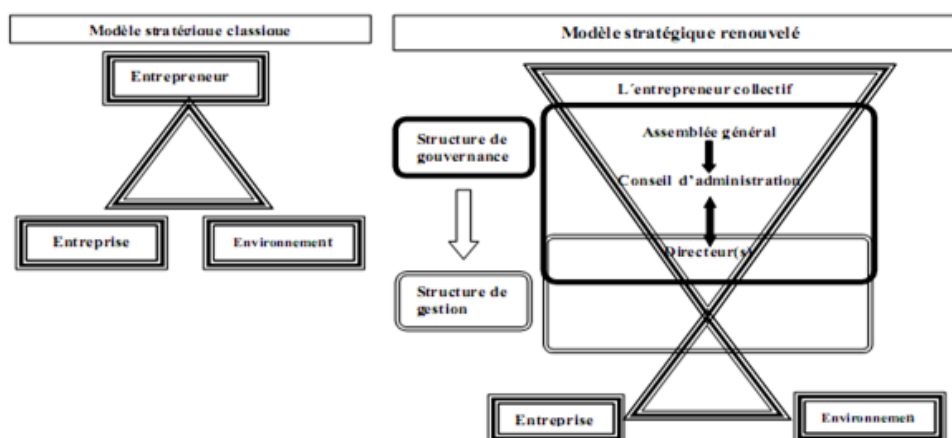 Modèle stratégique classique
Entrepreneur
Entreprise
Environnement
Modèle stratégique renouvelé
L'entrepreneur collectif
Structure de
gouvernance
Assemblée général
Conseil d'administration
Directeur(s)
Structure de
gestion
Entreprise
Environnemen